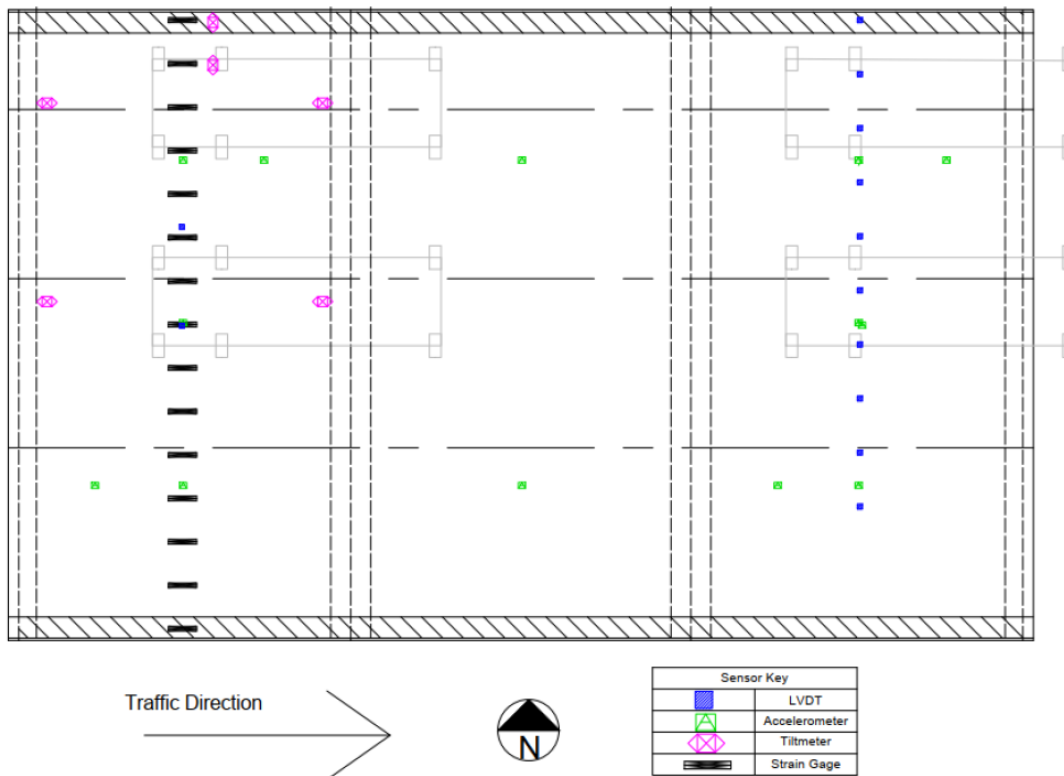 Traffic Direction
N
Sensor Key
LVDT
Accelerometer
Tiltmeter
Strain Gage